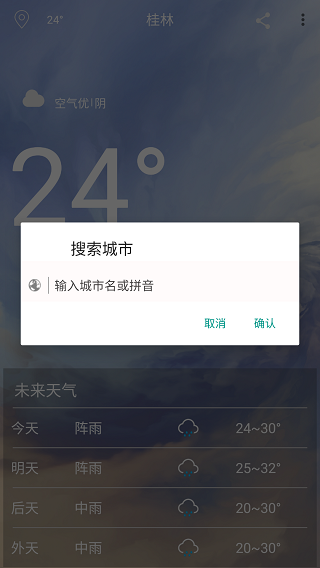 24° 桂林
空气优|阴
24°
搜索城市
输入城市名或拼音
取消 确认
未来天气
今天 阵雨 24~30°
明天 阵雨 25~32°
后天 中雨 20~30°
外天 中雨 20~30°